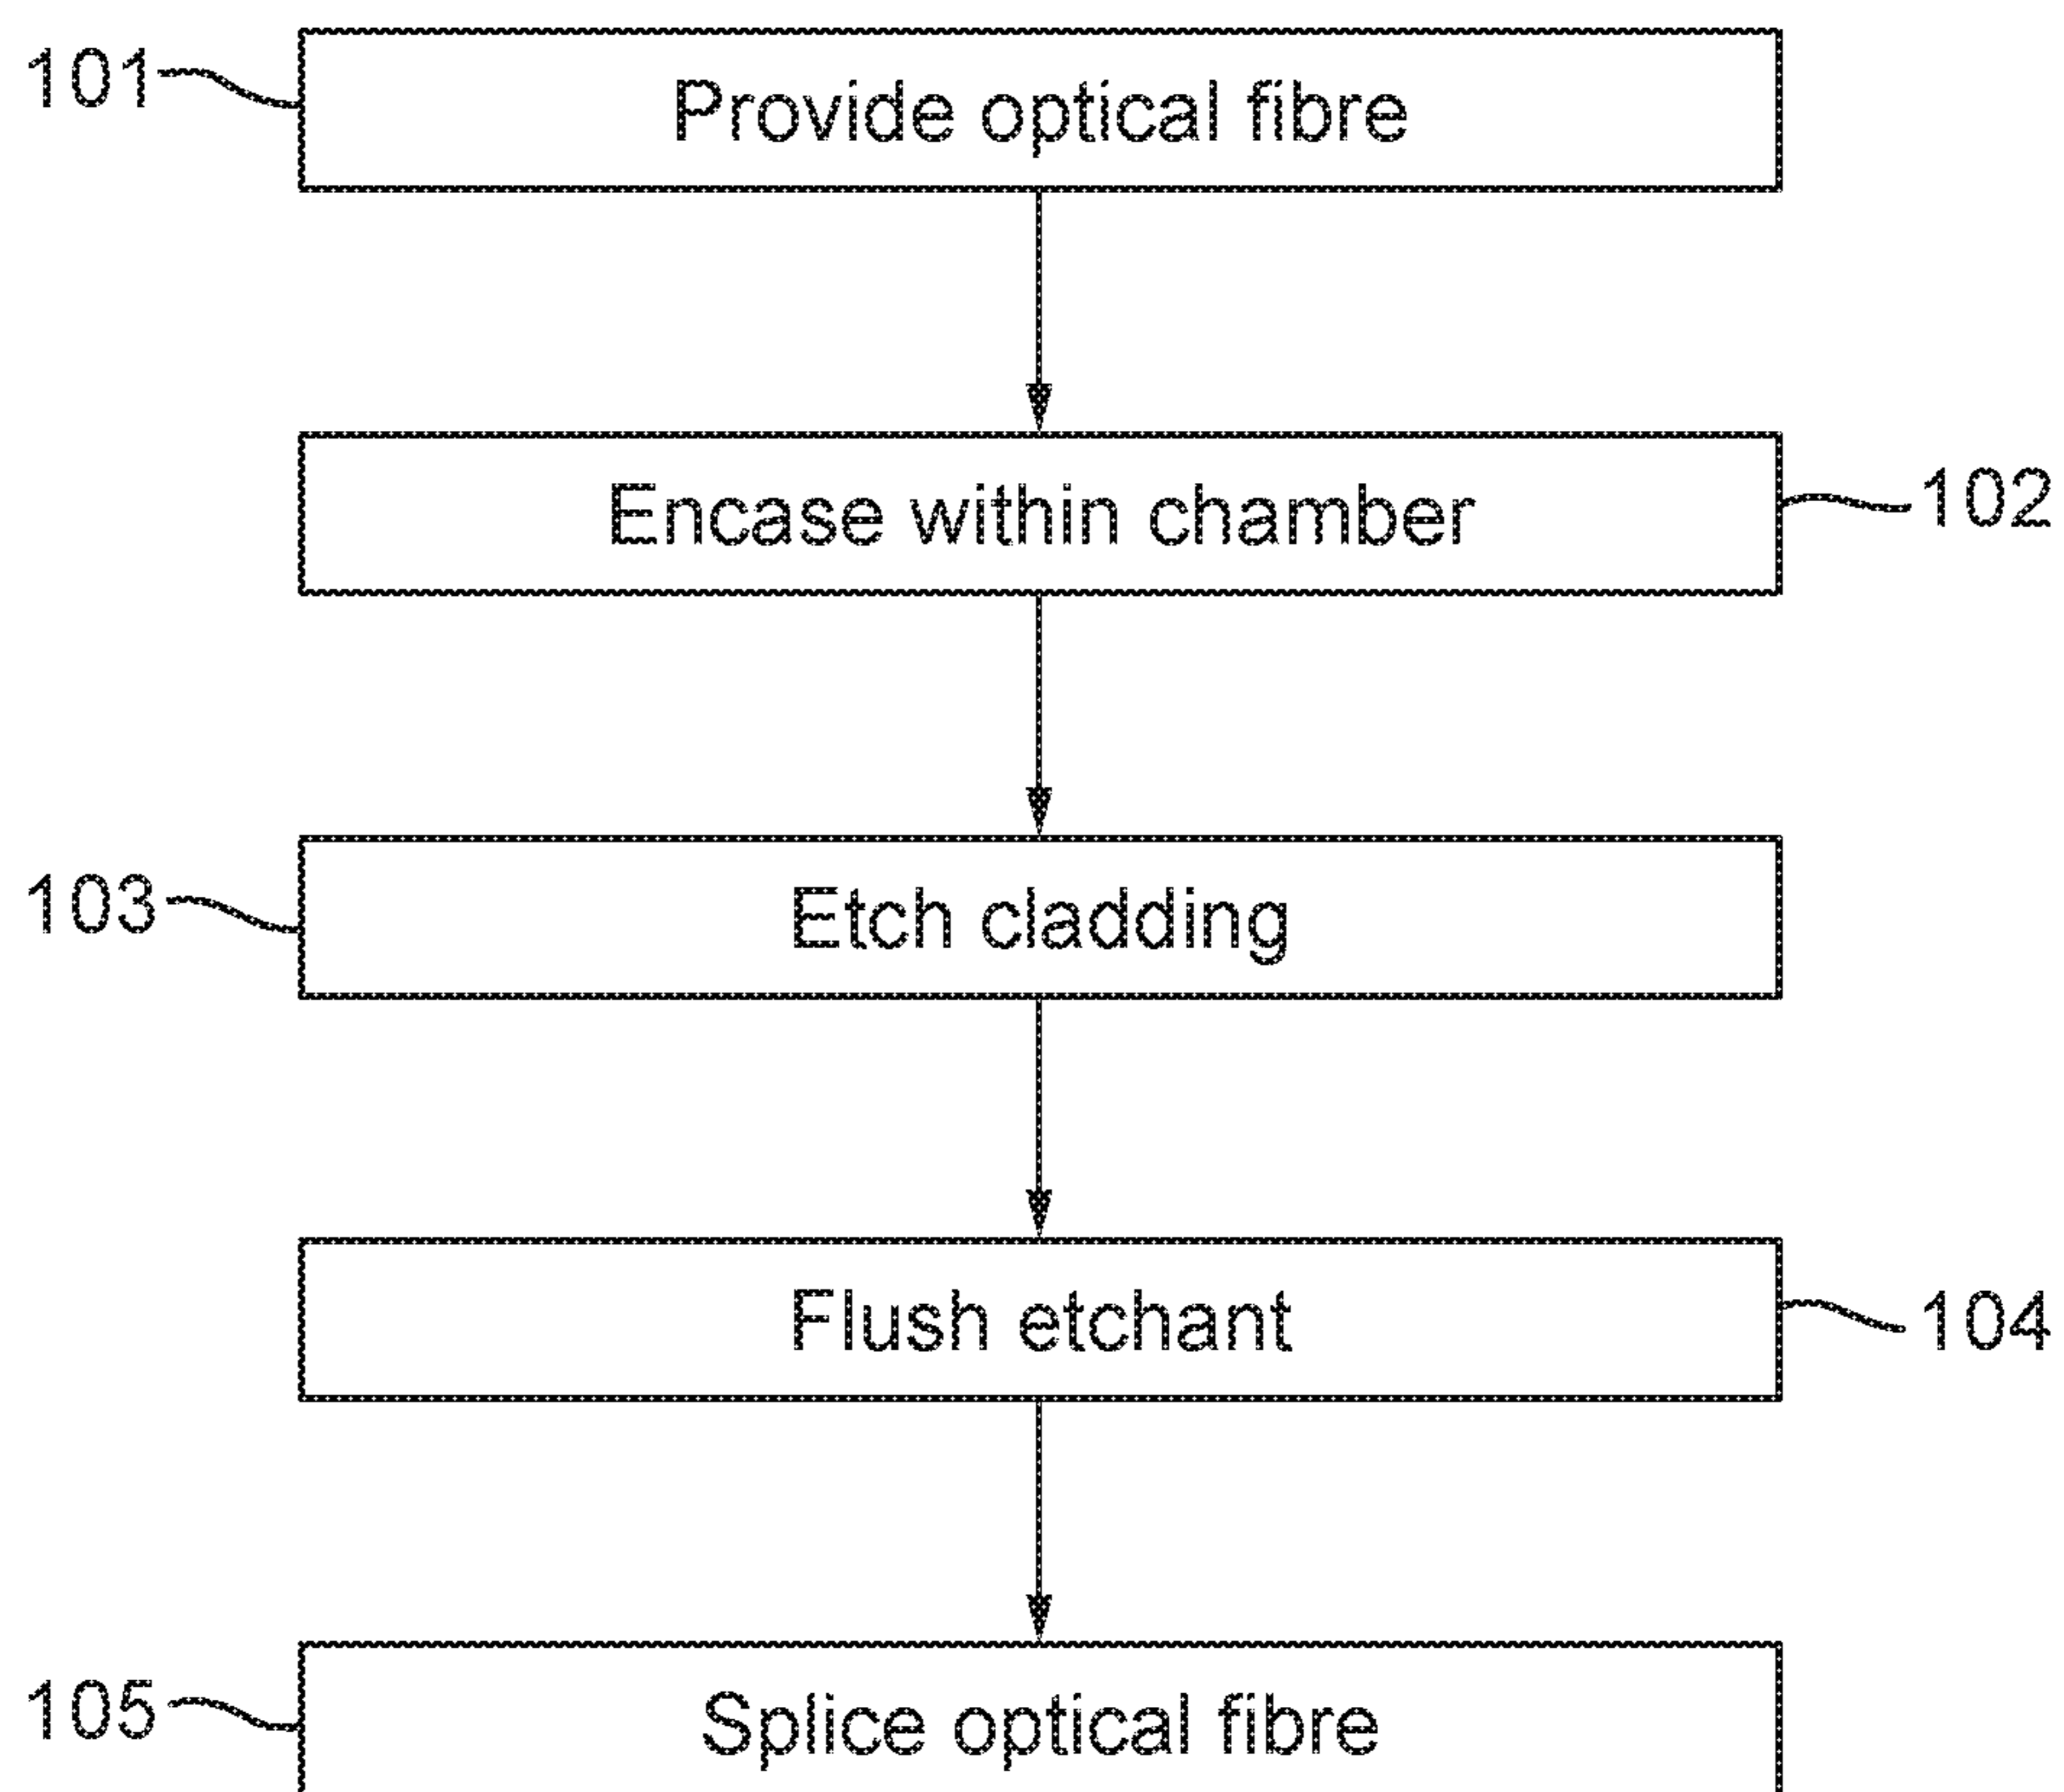 101
Provide optical fibre
Encase within chamber
102
103
Etch cladding
Flush etchant
104
105
Splice optical fibre